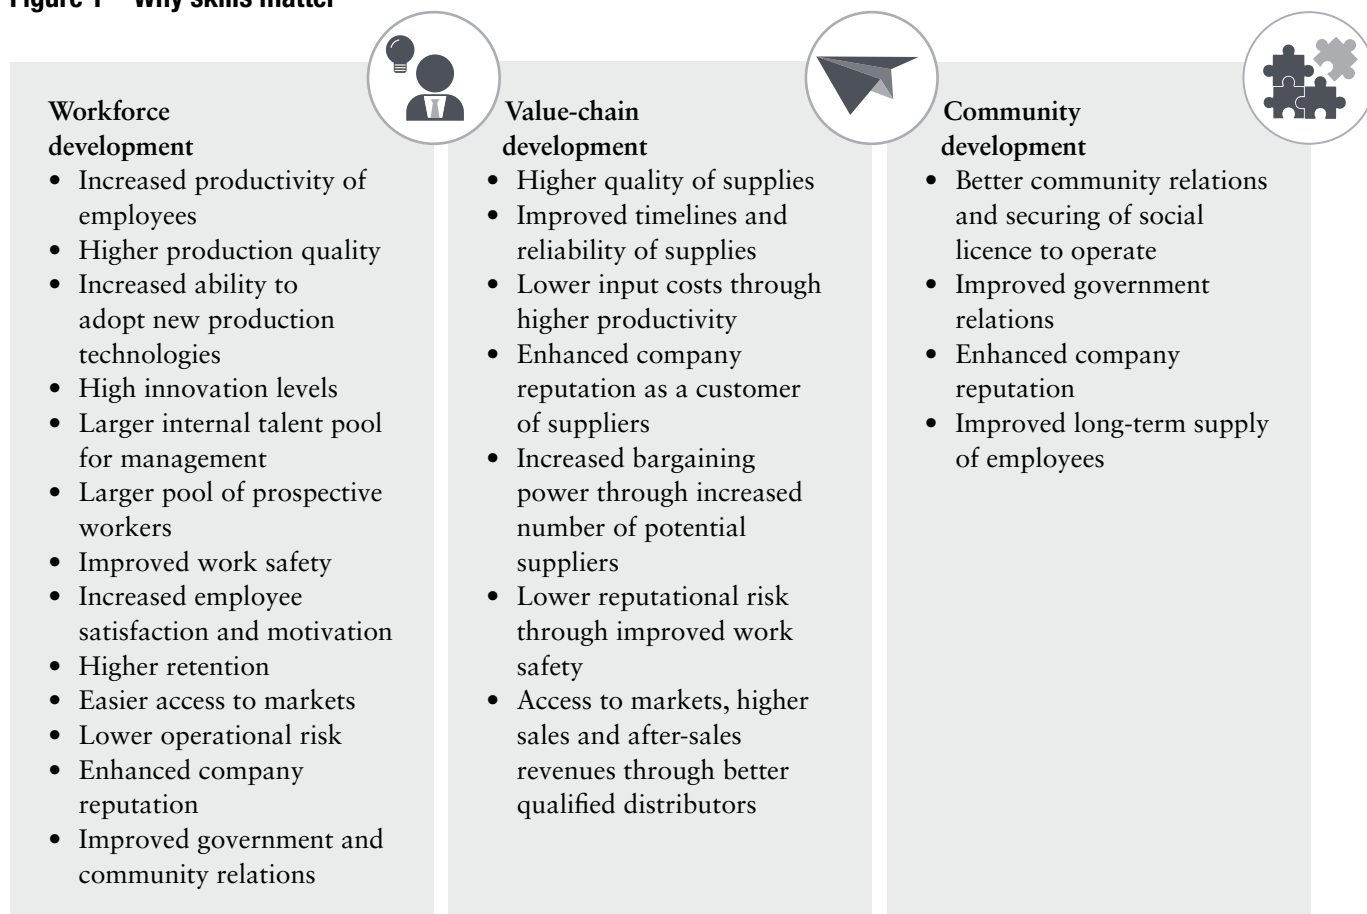 Figure 1 Why skills matter
Workforce
development
• Increased productivity of
employees
• Higher production quality
• Increased ability to
adopt new production
technologies
• High innovation levels
• Larger internal talent pool
for management
• Larger pool of prospective
workers
• Improved work safety
• Increased employee
satisfaction and motivation
• Higher retention
• Easier access to markets
• Lower operational risk
• Enhanced company
reputation
• Improved government and
community relations
Value-chain
development
• Higher quality of supplies
• Improved timelines and
reliability of supplies
• Lower input costs through
higher productivity
• Enhanced company
reputation as a customer
of suppliers
• Increased bargaining
power through increased
number of potential
suppliers
• Lower reputational risk
through improved work
safety
• Access to markets, higher
sales and after-sales
revenues through better
qualified distributors
Community
development
• Better community relations
and securing of social
licence to operate
• Improved government
relations
• Enhanced company
reputation
• Improved long-term supply
of employees